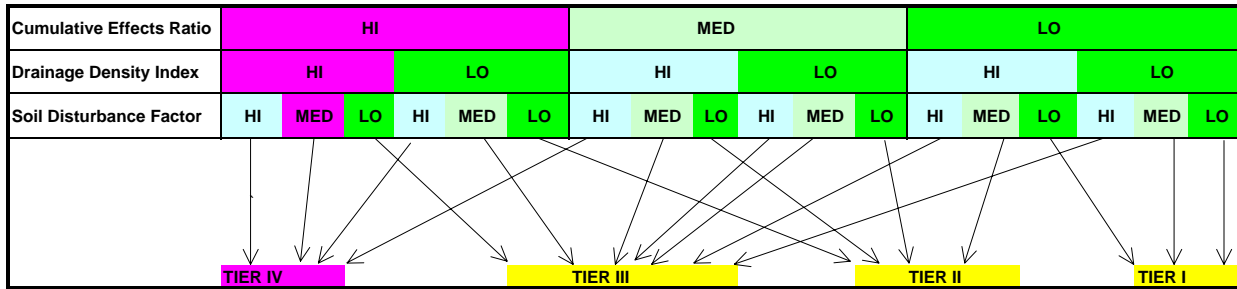 Cumulative Effects Ratio HI MED LO
Drainage Density Index HI LO HI LO HI LO
Soil Disturbance Factor HI MED LO HI MED LO HI MED LO HI MED LO HI MED LO HI MED LO
TIER IV TIER III TIER II TIER I